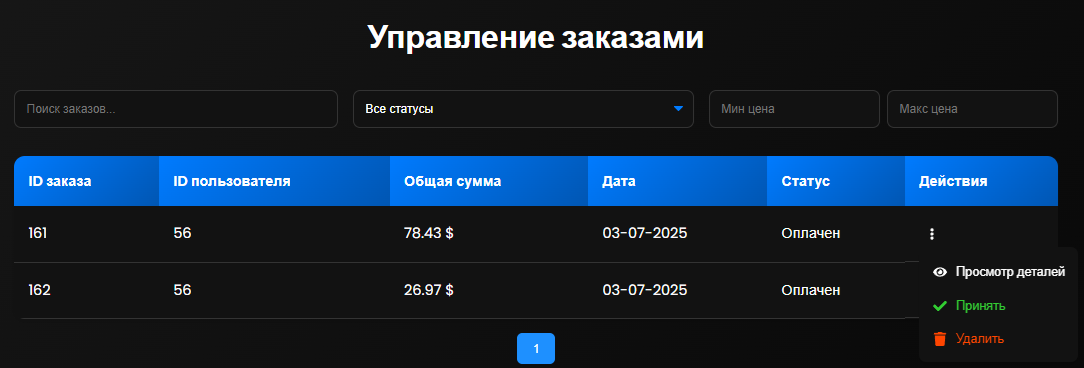 Управление заказами
Поиск заказов... Все статусы Мин цена Макс цена
ID заказа ID пользователя Общая сумма Дата Статус Действия
161 56 78.43 $ 03-07-2025 Оплачен
Просмотр деталей
162 56 26.97 $ 03-07-2025 Оплачен
Принять
Удалить
1